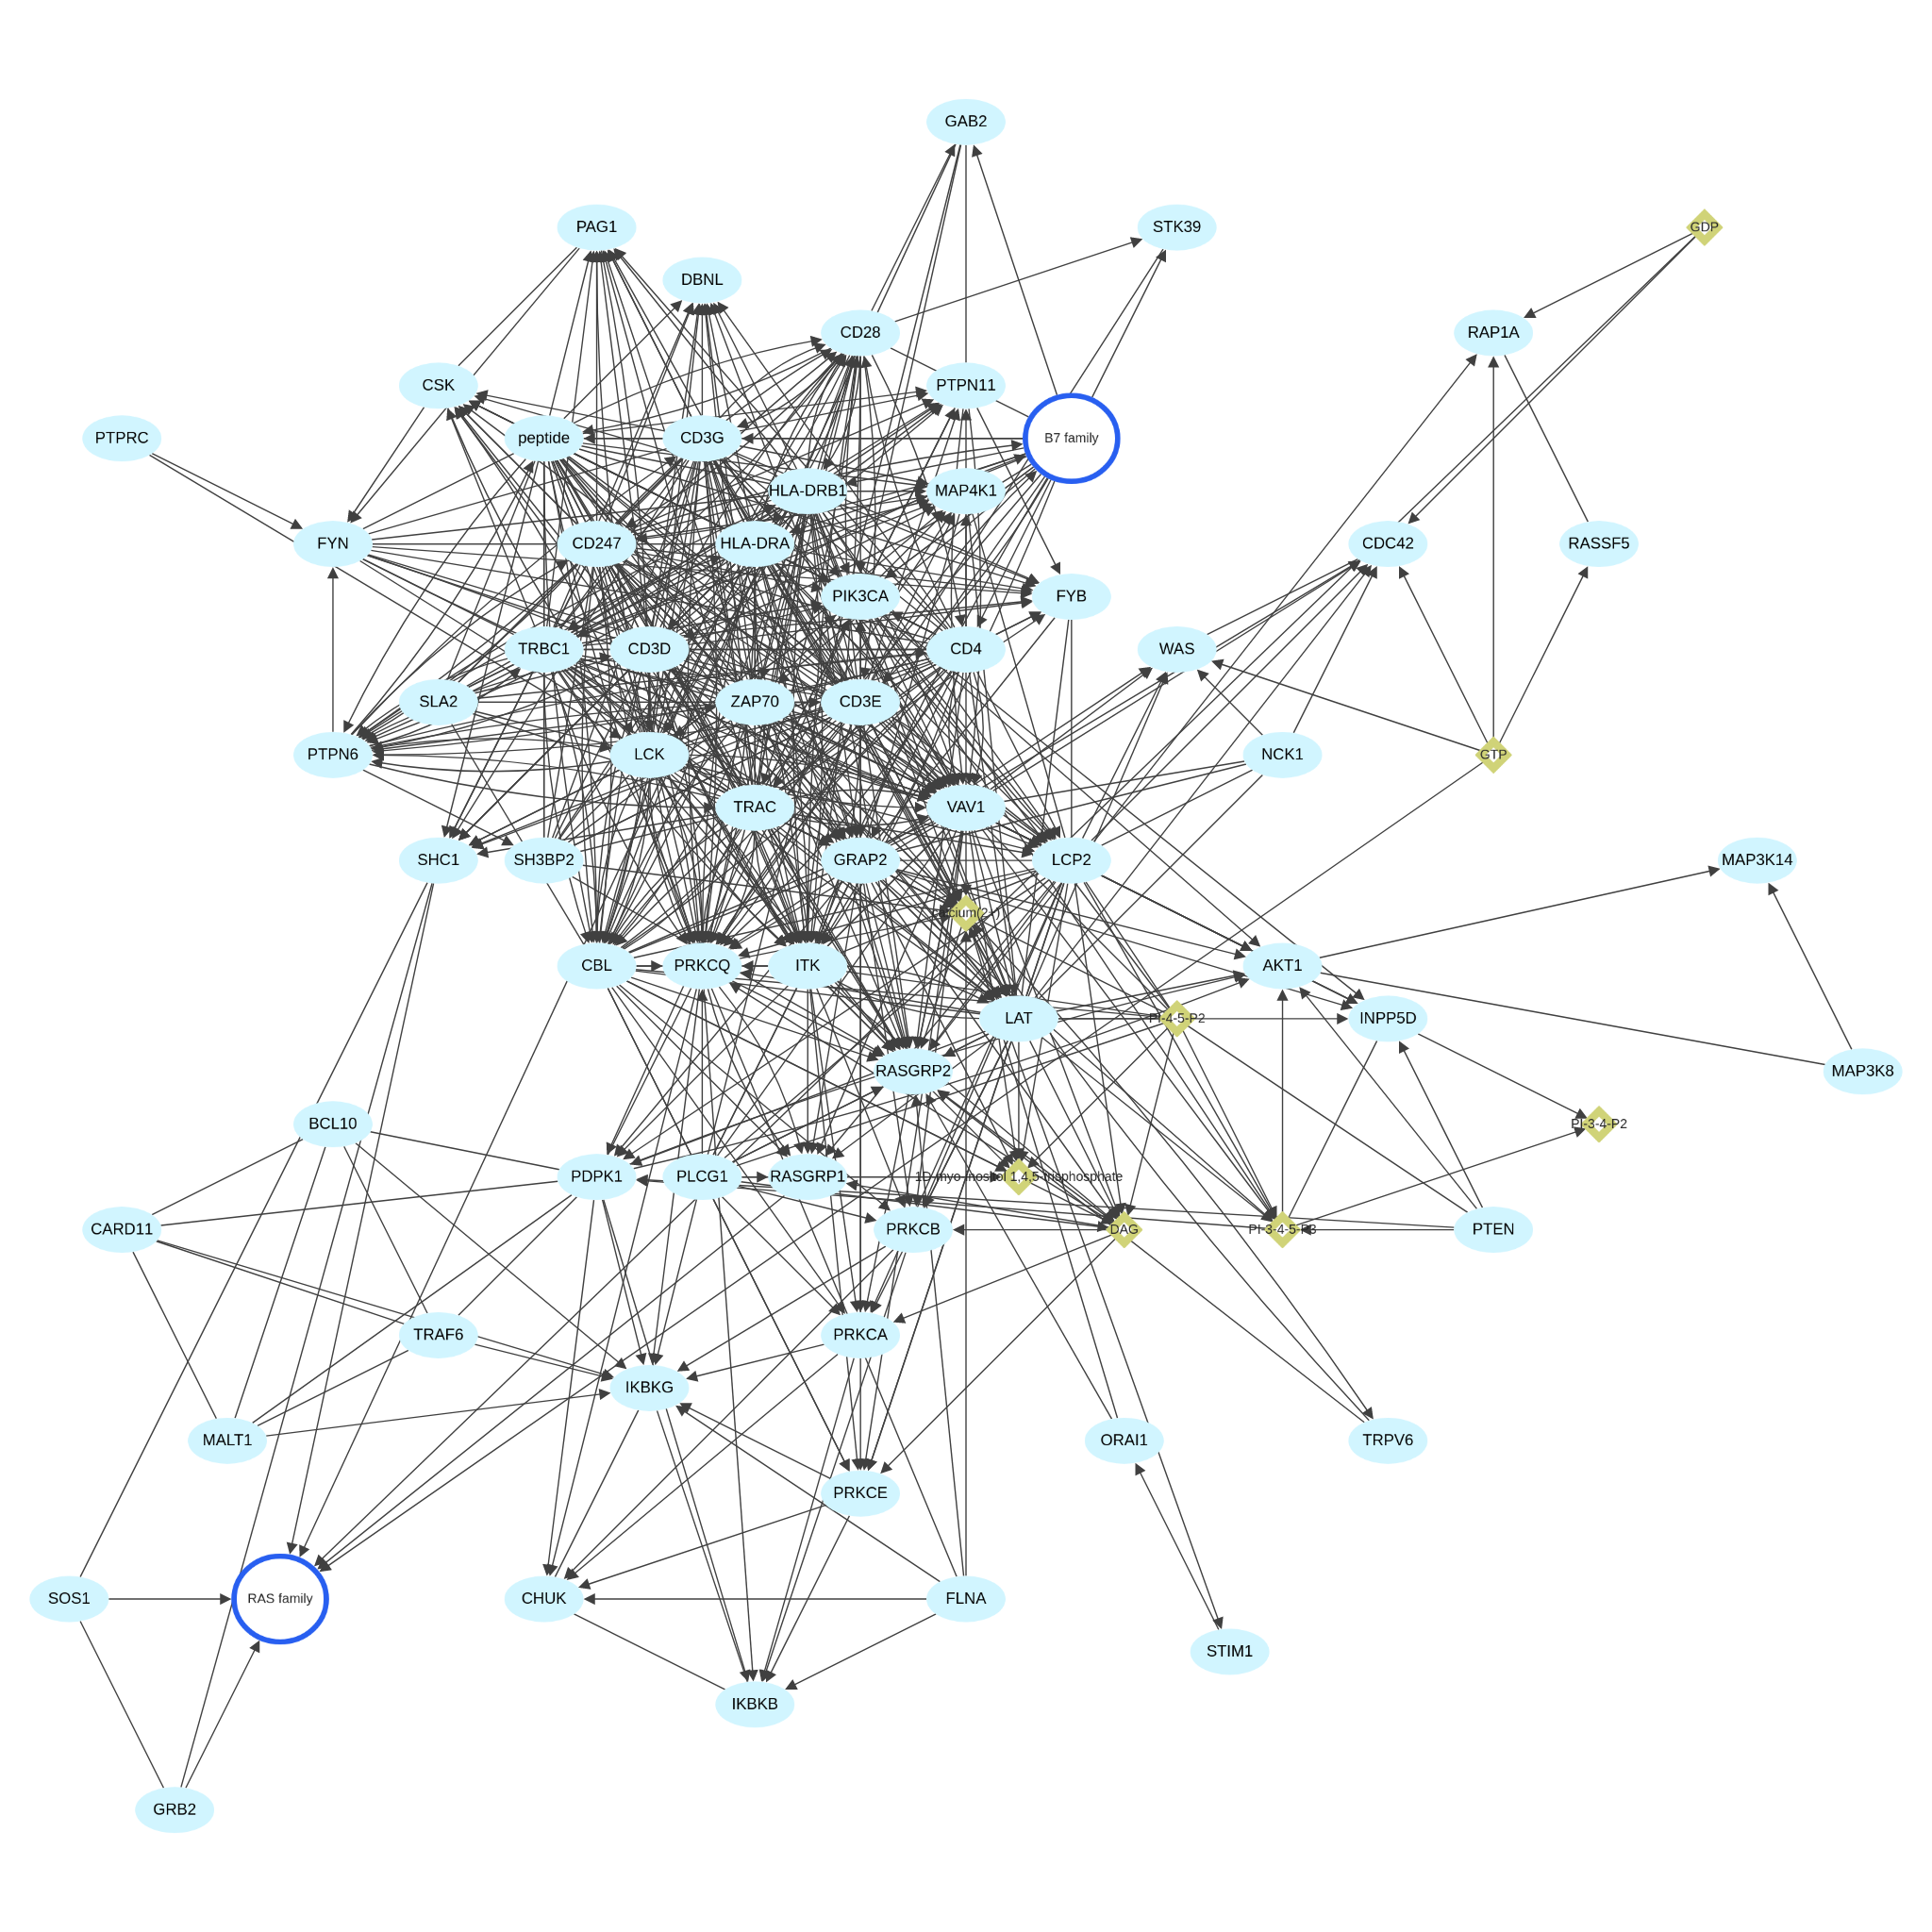 GAB2
PAG1
STK39
GDP
DBNL
CD28
RAP1A
CSK
PTPN11
PTPRC
peptide
CD3G
B7 family
HLA-DRB1
MAP4K1
FYN
CD247
HLA-DRA
CDC42
RASSF5
PIK3CA
FYB
TRBC1
CD3D
CD4
WAS
SLA2
ZAP70
CD3E
PTPN6
LCK
NCK1
GTP
TRAC
VAV1
SHC1
SH3BP2
GRAP2
LCP2
MAP3K14
CBL
PRKCQ
ITK
AKT1
LAT
PI-4-5-P2
INPP5D
RASGRP2
MAP3K8
BCL10
PI-3-4-P2
PDPK1
PLCG1
RASGRP1
1D-myo-inositol 1,4,5-trisphosphate
CARD11
PRKCB
DAG
PI-3-4-5-P3
PTEN
TRAF6
PRKCA
IKBKG
MALT1
ORAI1
TRPV6
PRKCE
SOS1
RAS family
CHUK
FLNA
STIM1
IKBKB
GRB2